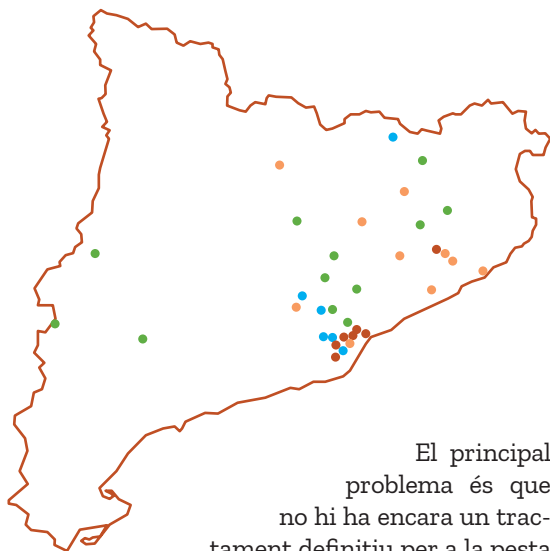 El principal
problema és que
no hi ha encara un trac-
tament definitiu per a la pesta